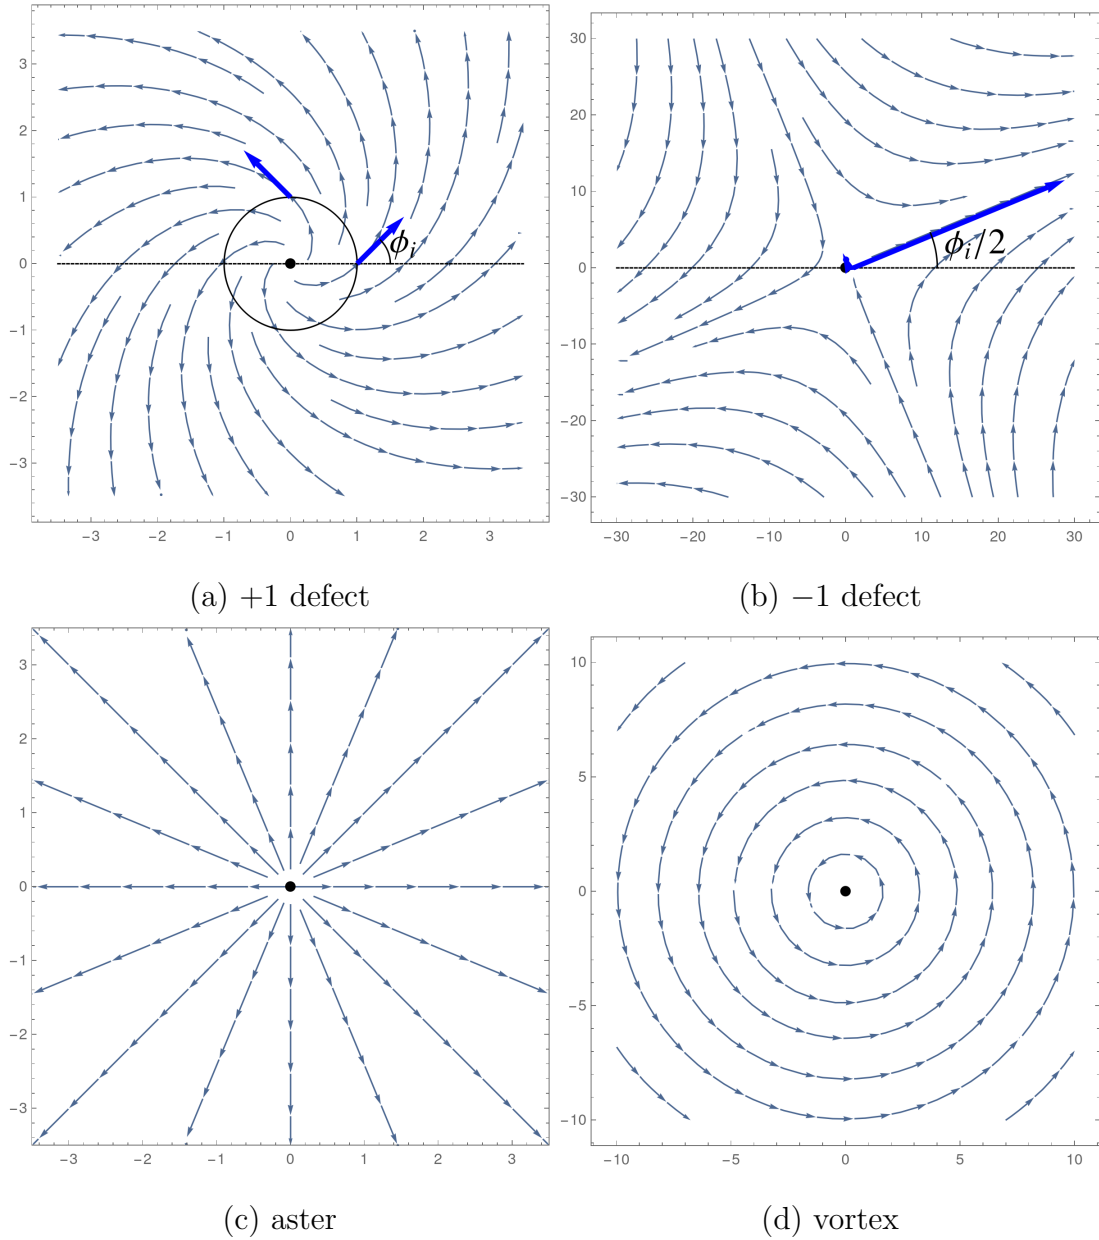 3
2
1
0
−1
−2
−3
−3 −2 −1 0 1 2 3
ϕᵢ
30
20
10
0
−10
−20
−30
−30 −20 −10 0 10 20 30
ϕᵢ/2
(a) +1 defect
(b) −1 defect
3
2
1
0
−1
−2
−3
−3 −2 −1 0 1 2 3
10
5
0
−5
−10
−10 −5 0 5 10
(c) aster
(d) vortex